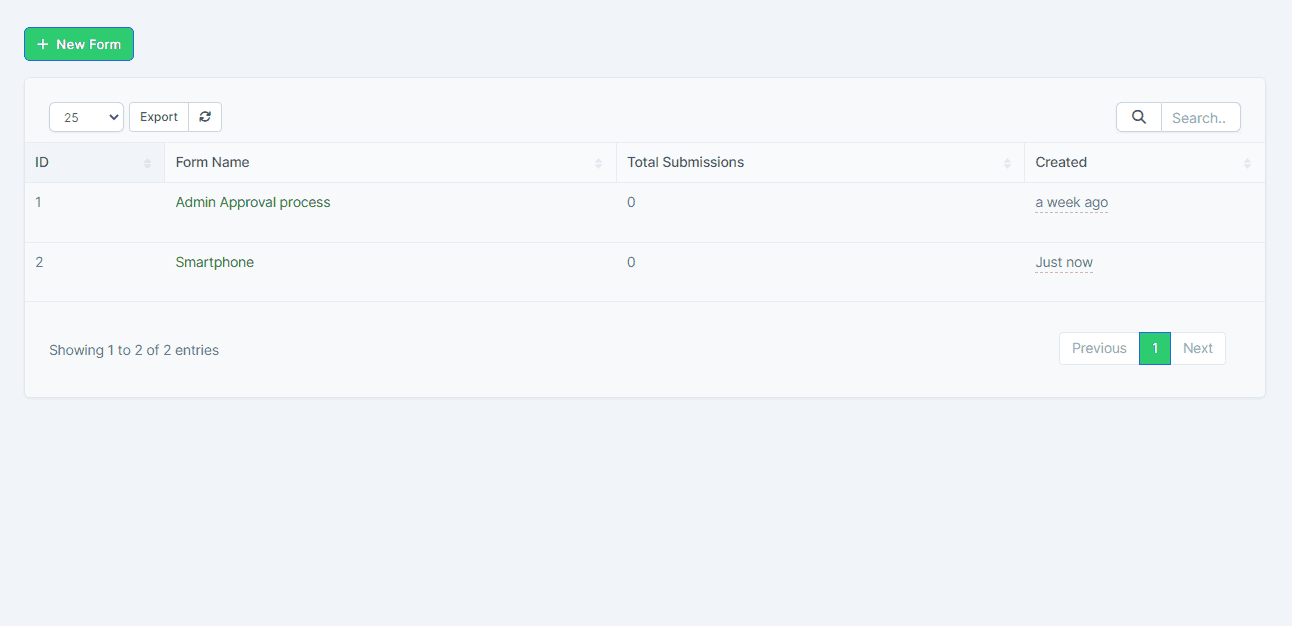 New Form
25 Export Search..
ID Form Name Total Submissions Created
1 Admin Approval process 0 a week ago
2 Smartphone 0 Just now
Showing 1 to 2 of 2 entries Previous 1 Next